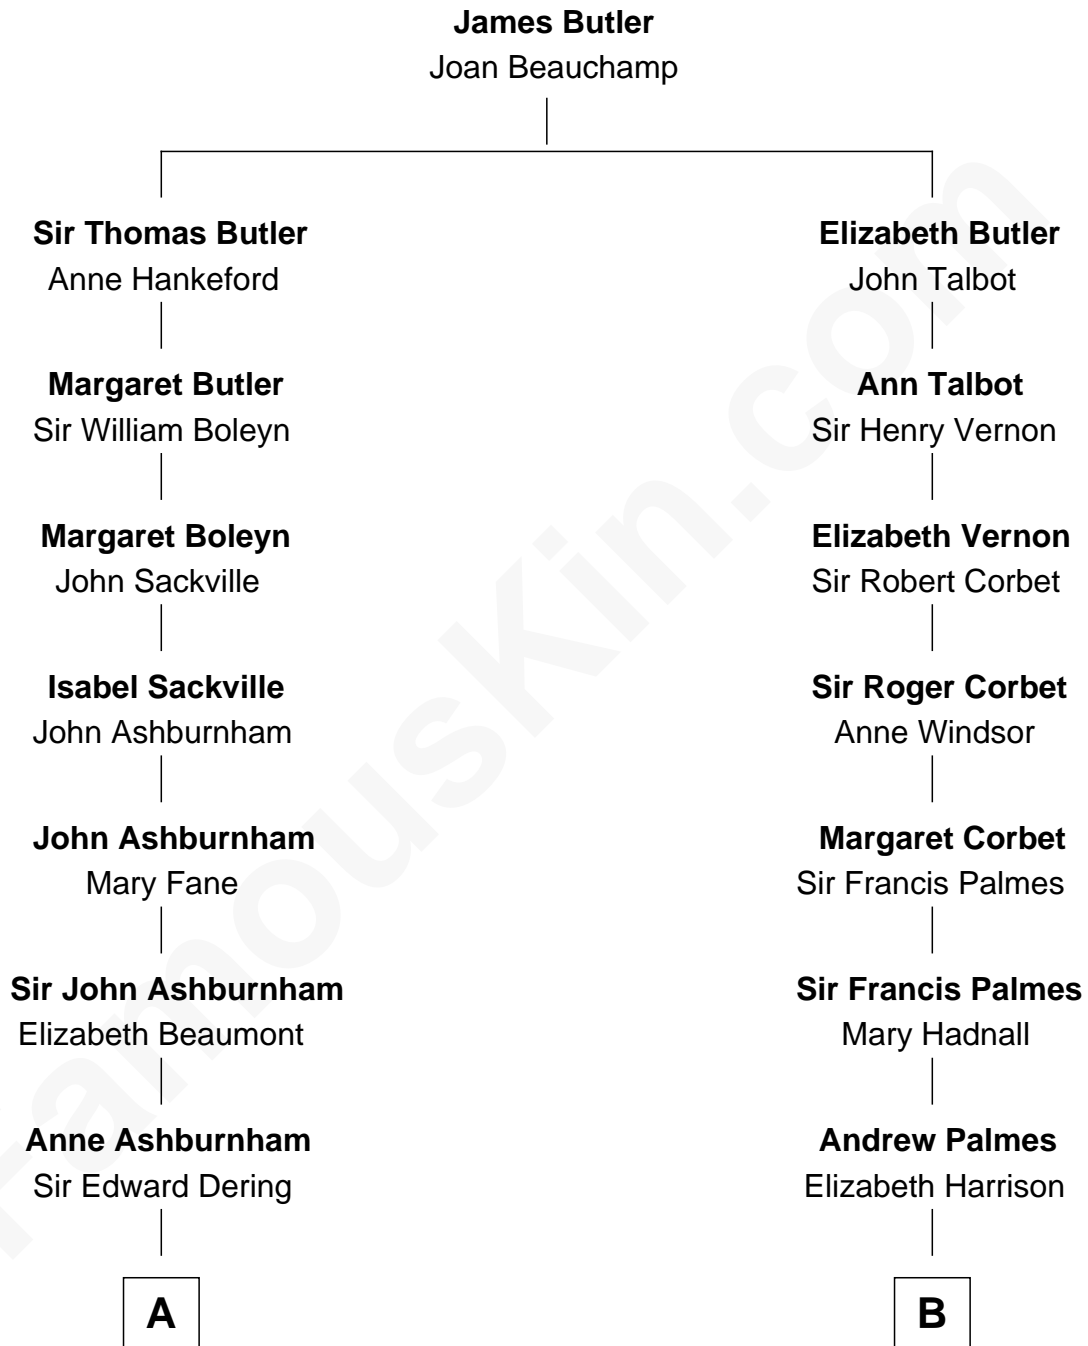 James Butler
Joan Beauchamp
Sir Thomas Butler
Anne Hankeford
Elizabeth Butler
John Talbot
Margaret Butler
Sir William Boleyn
Ann Talbot
Sir Henry Vernon
Margaret Boleyn
John Sackville
Elizabeth Vernon
Sir Robert Corbet
Isabel Sackville
John Ashburnham
Sir Roger Corbet
Anne Windsor
John Ashburnham
Mary Fane
Margaret Corbet
Sir Francis Palmes
Sir John Ashburnham
Elizabeth Beaumont
Sir Francis Palmes
Mary Hadnall
Anne Ashburnham
Sir Edward Dering
Andrew Palmes
Elizabeth Harrison
A
B
FamousKin.com